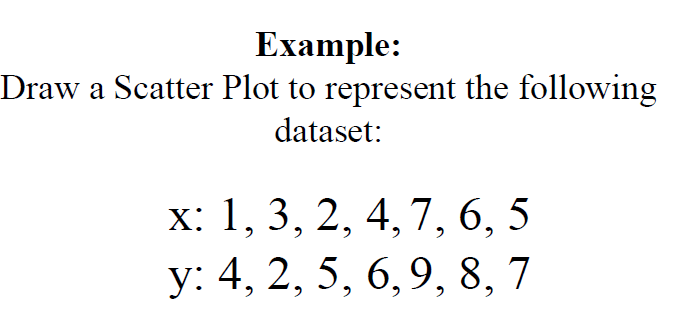 Example:
Draw a Scatter Plot to represent the following
dataset:
x: 1, 3, 2, 4, 7, 6, 5
y: 4, 2, 5, 6, 9, 8, 7